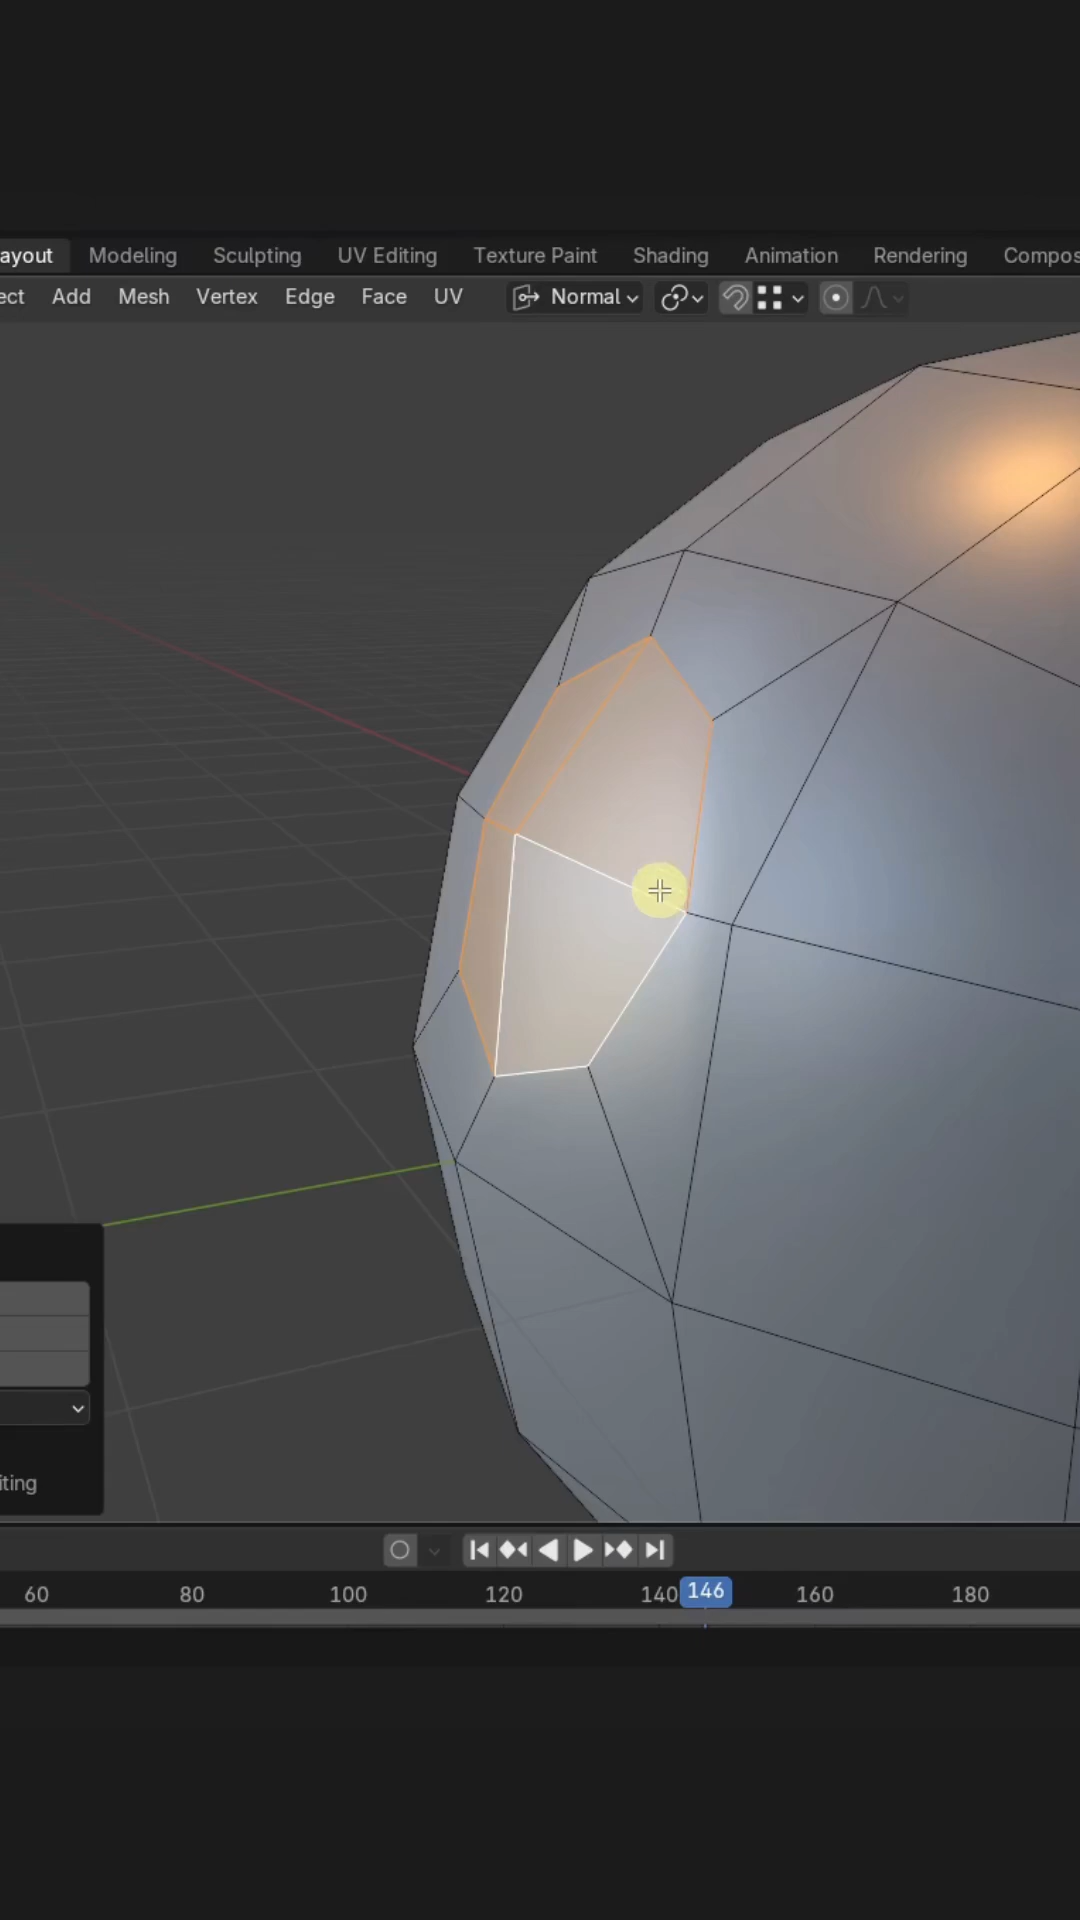 ayout Modeling Sculpting UV Editing Texture Paint Shading Animation Rendering Compos
ect Add Mesh Vertex Edge Face UV Normal
iting
60 80 100 120 140 146 160 180